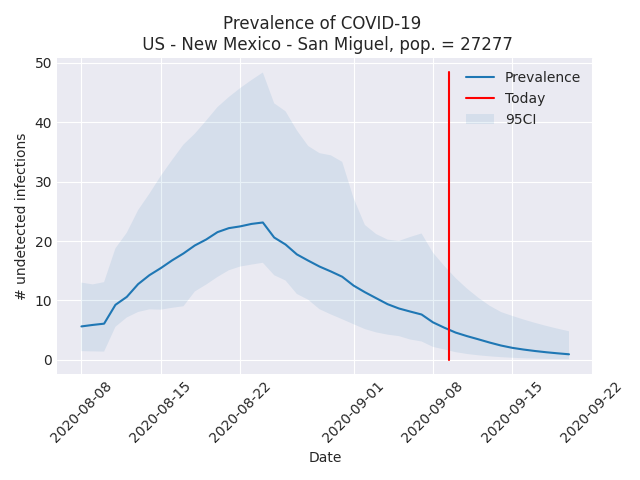 Prevalence of COVID-19
US - New Mexico - San Miguel, pop. = 27277
50
40
30
20
10
0
# undetected infections
Prevalence
Today
95CI
2020-08-08
2020-08-15
2020-08-22
2020-09-01
2020-09-08
2020-09-15
2020-09-22
Date